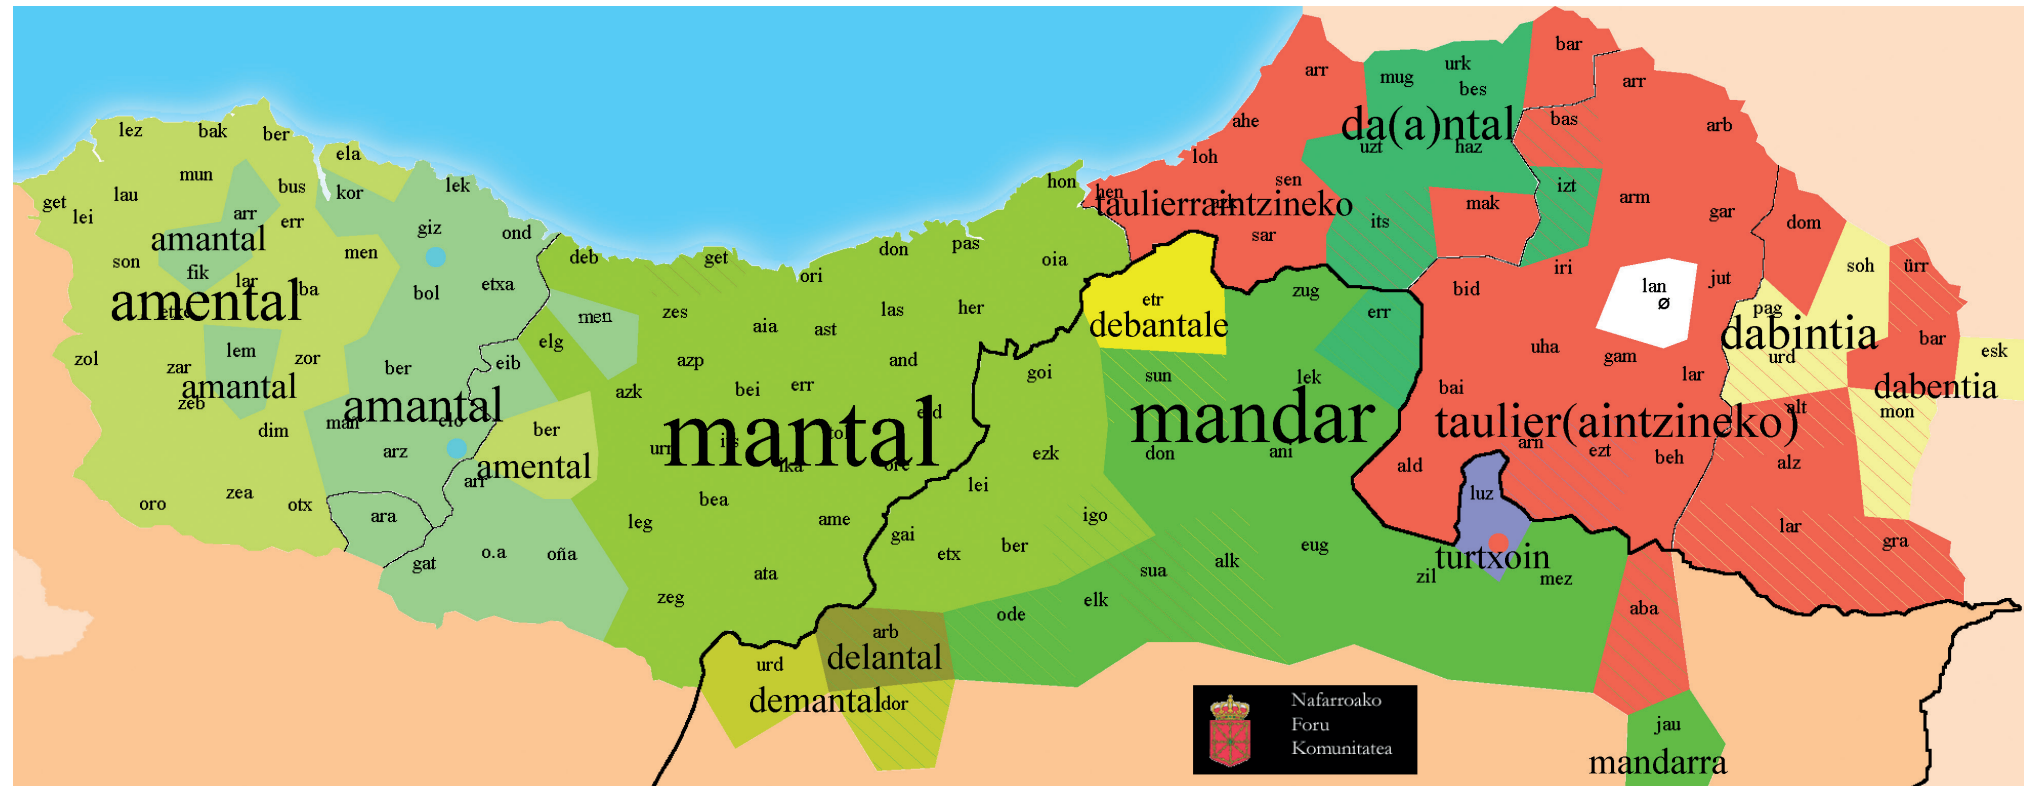 bar
arr
urk
mug
bes
arr
lez
bak
ber
ahe
da(a)ntal
bas
arb
uzt
haz
ela
loh
mun
bus
kor
lek
hon
hen
sen
izt
lau
get
lei
arr
err
taulierraintzineko
mak
arm
gar
its
dom
giz
ond
amantal
sar
men
don
pas
deb
get
oia
son
fik
lar
ba
ori
iri
soh
ürr
bol
etxa
amental
zug
bid
lan
Ø
jut
etr
debantale
err
pag
dabintia
men
zes
aia
ast
las
her
elg
lem
zol
zar
zor
ber
eib
azp
and
goi
sun
lek
uha
gam
urd
bar
esk
amantal
zeb
azk
bei
err
bai
lar
dabentia
dim
man
amantal
elo
ber
mantal
mandar
taulier(aintzineko)
alt
mon
arz
amental
urr
ika
ezk
don
ani
ald
arn
ezt
beh
alz
arr
lei
luz
oro
zea
otx
ara
bea
leg
ame
gai
igo
lar
gat
o.a
oña
etx
ber
eug
turtxoin
gra
zeg
ata
sua
alk
zil
mez
elk
ode
aba
arb
delantal
urd
demantal
dor
Nafarroako
Foru
Komunitatea
jau
mandarra